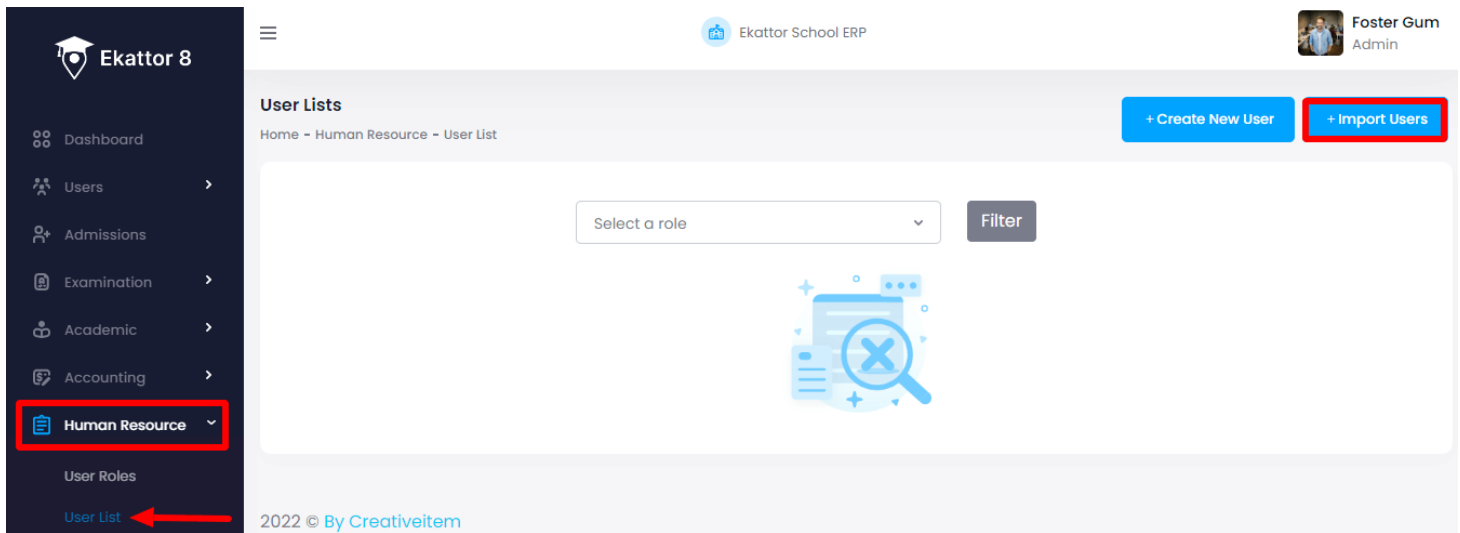 Ekattor 8
Dashboard
Users
Admissions
Examination
Academic
Accounting
Human Resource
User Roles
User List
Ekattor School ERP
Foster Gum
Admin
User Lists
Home - Human Resource - User List
+ Create New User
+ Import Users
Select a role
Filter
2022 © By Creativeitem